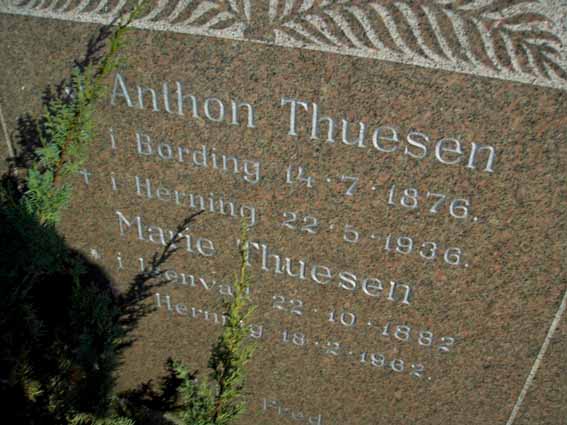 Anthon Thuesen
i Bording 14·7·1876.
† i Herning 22·5·1936.
Marie Thuesen
i 22·10·1882
Herning 18·2·1962.
Fred